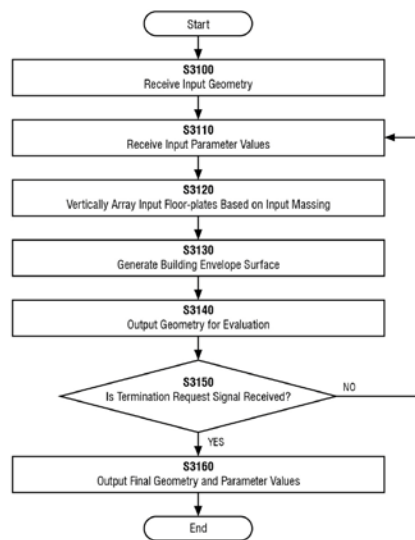 Start
S3100
Receive Input Geometry
S3110
Receive Input Parameter Values
S3120
Vertically Array Input Floor-plates Based on Input Massing
S3130
Generate Building Envelope Surface
S3140
Output Geometry for Evaluation
S3150
Is Termination Request Signal Received?
NO
YES
S3160
Output Final Geometry and Parameter Values
End